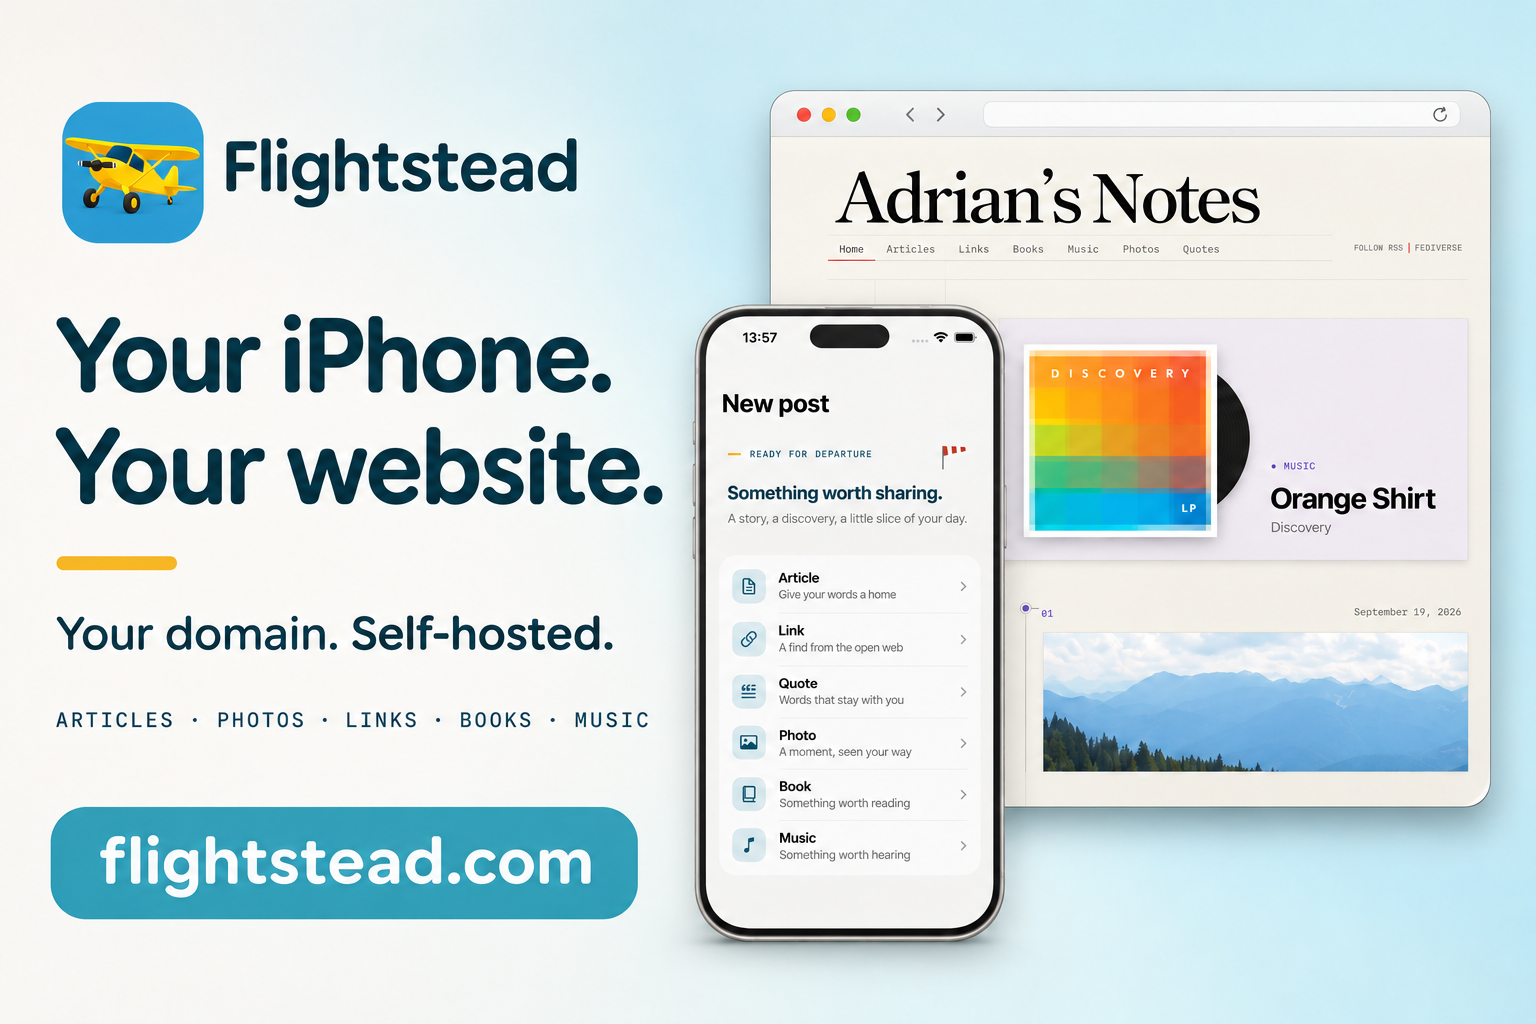 Flightstead
Your iPhone.
Your website.
Your domain. Self-hosted.
ARTICLES · PHOTOS · LINKS · BOOKS · MUSIC
flightstead.com
Adrian’s Notes
Home Articles Links Books Music Photos Quotes
FOLLOW RSS | FEDIVERSE
DISCOVERY
LP
• MUSIC
Orange Shirt
Discovery
01
September 19, 2026
13:57
New post
READY FOR DEPARTURE
Something worth sharing.
A story, a discovery, a little slice of your day.
Article
Give your words a home
Link
A find from the open web
Quote
Words that stay with you
Photo
A moment, seen your way
Book
Something worth reading
Music
Something worth hearing